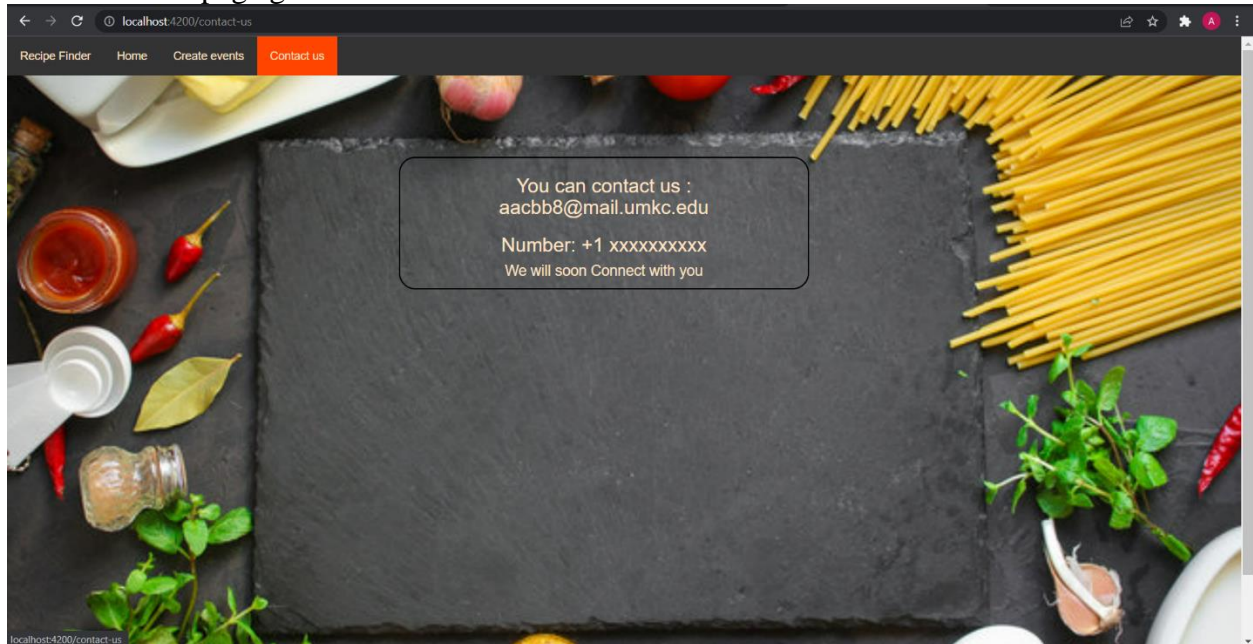 localhost:4200/contact-us
A
Recipe Finder Home Create events Contact us
You can contact us :
aacbb8@mail.umkc.edu
Number: +1 xxxxxxxxxx
We will soon Connect with you
localhost:4200/contact-us